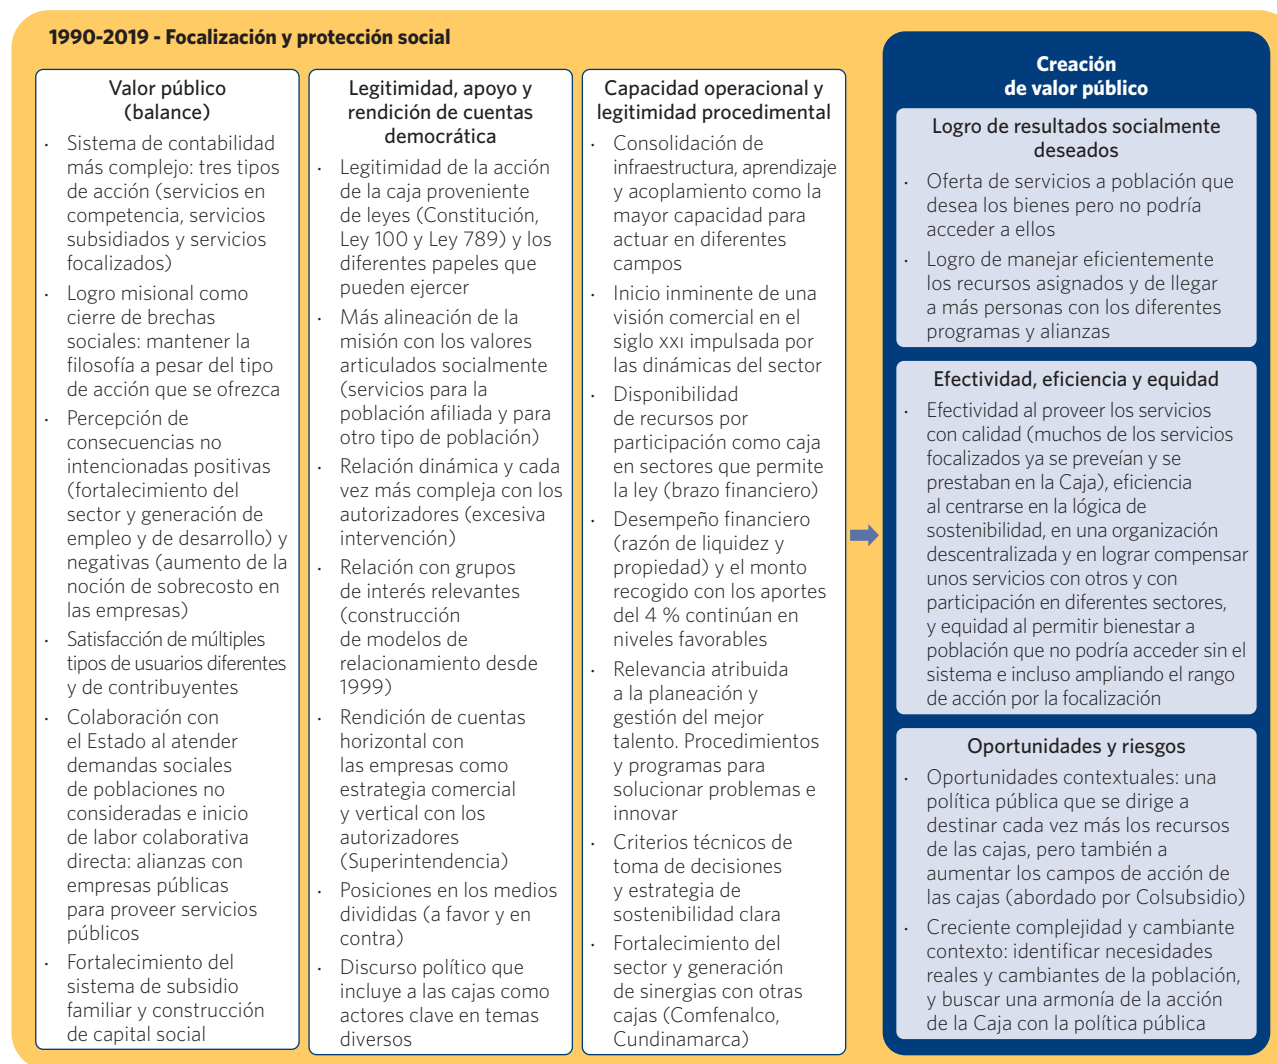 1990-2019 - Focalización y protección social
Valor público
(balance)
· Sistema de contabilidad
más complejo: tres tipos
de acción (servicios en
competencia, servicios
subsidiados y servicios
focalizados)
· Logro misional como
cierre de brechas
sociales: mantener la
filosofía a pesar del tipo
de acción que se ofrezca
· Percepción de
consecuencias no
intencionadas positivas
(fortalecimiento del
sector y generación de
empleo y de desarrollo) y
negativas (aumento de la
noción de sobrecosto en
las empresas)
· Satisfacción de múltiples
tipos de usuarios diferentes
y de contribuyentes
· Colaboración con
el Estado al atender
demandas sociales
de poblaciones no
consideradas e inicio
de labor colaborativa
directa: alianzas con
empresas públicas
para proveer servicios
públicos
· Fortalecimiento del
sistema de subsidio
familiar y construcción
de capital social
Legitimidad, apoyo y
rendición de cuentas
democrática
· Legitimidad de la acción
de la caja proveniente
de leyes (Constitución,
Ley 100 y Ley 789) y los
diferentes papeles que
pueden ejercer
· Más alineación de la
misión con los valores
articulados socialmente
(servicios para la
población afiliada y para
otro tipo de población)
· Relación dinámica y cada
vez más compleja con los
autorizadores (excesiva
intervención)
· Relación con grupos
de interés relevantes
(construcción
de modelos de
relacionamiento desde
1999)
· Rendición de cuentas
horizontal con
las empresas como
estrategia comercial
y vertical con los
autorizadores
(Superintendencia)
· Posiciones en los medios
divididas (a favor y en
contra)
· Discurso político que
incluye a las cajas como
actores clave en temas
diversos
Capacidad operacional y
legitimidad procedimental
· Consolidación de
infraestructura, aprendizaje
y acoplamiento como la
mayor capacidad para
actuar en diferentes
campos
· Inicio inminente de una
visión comercial en el
siglo XXI impulsada por
las dinámicas del sector
· Disponibilidad
de recursos por
participación como caja
en sectores que permite
la ley (brazo financiero)
· Desempeño financiero
(razón de liquidez y
propiedad) y el monto
recogido con los aportes
del 4 % continúan en
niveles favorables
· Relevancia atribuida
a la planeación y
gestión del mejor
talento. Procedimientos
y programas para
solucionar problemas e
innovar
· Criterios técnicos de
toma de decisiones
y estrategia de
sostenibilidad clara
· Fortalecimiento del
sector y generación
de sinergias con otras
cajas (Comfenalco,
Cundinamarca)
Creación
de valor público
Logro de resultados socialmente
deseados
· Oferta de servicios a población que
desea los bienes pero no podría
acceder a ellos
· Logro de manejar eficientemente
los recursos asignados y de llegar
a más personas con los diferentes
programas y alianzas
Efectividad, eficiencia y equidad
· Efectividad al proveer los servicios
con calidad (muchos de los servicios
focalizados ya se preveían y se
prestaban en la Caja), eficiencia
al centrarse en la lógica de
sostenibilidad, en una organización
descentralizada y en lograr compensar
unos servicios con otros y con
participación en diferentes sectores,
y equidad al permitir bienestar a
población que no podría acceder sin el
sistema e incluso ampliando el rango
de acción por la focalización
Oportunidades y riesgos
· Oportunidades contextuales: una
política pública que se dirige a
destinar cada vez más los recursos
de las cajas, pero también a
aumentar los campos de acción de
las cajas (abordado por Colsubsidio)
· Creciente complejidad y cambiante
contexto: identificar necesidades
reales y cambiantes de la población,
y buscar una armonía de la acción
de la Caja con la política pública